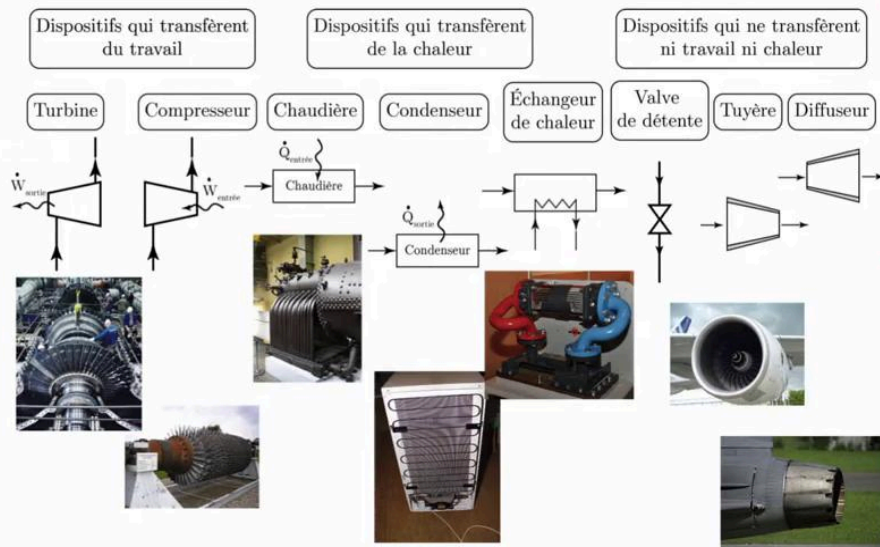 Dispositifs qui transfèrent
du travail
Dispositifs qui transfèrent
de la chaleur
Dispositifs qui ne transfèrent
ni travail ni chaleur
Turbine
Compresseur
Chaudière
Condenseur
Échangeur
de chaleur
Valve
de détente
Tuyère
Diffuseur
Ẇsortie
Ẇentrée
Q̇entrée
Chaudière
Q̇sortie
Condenseur